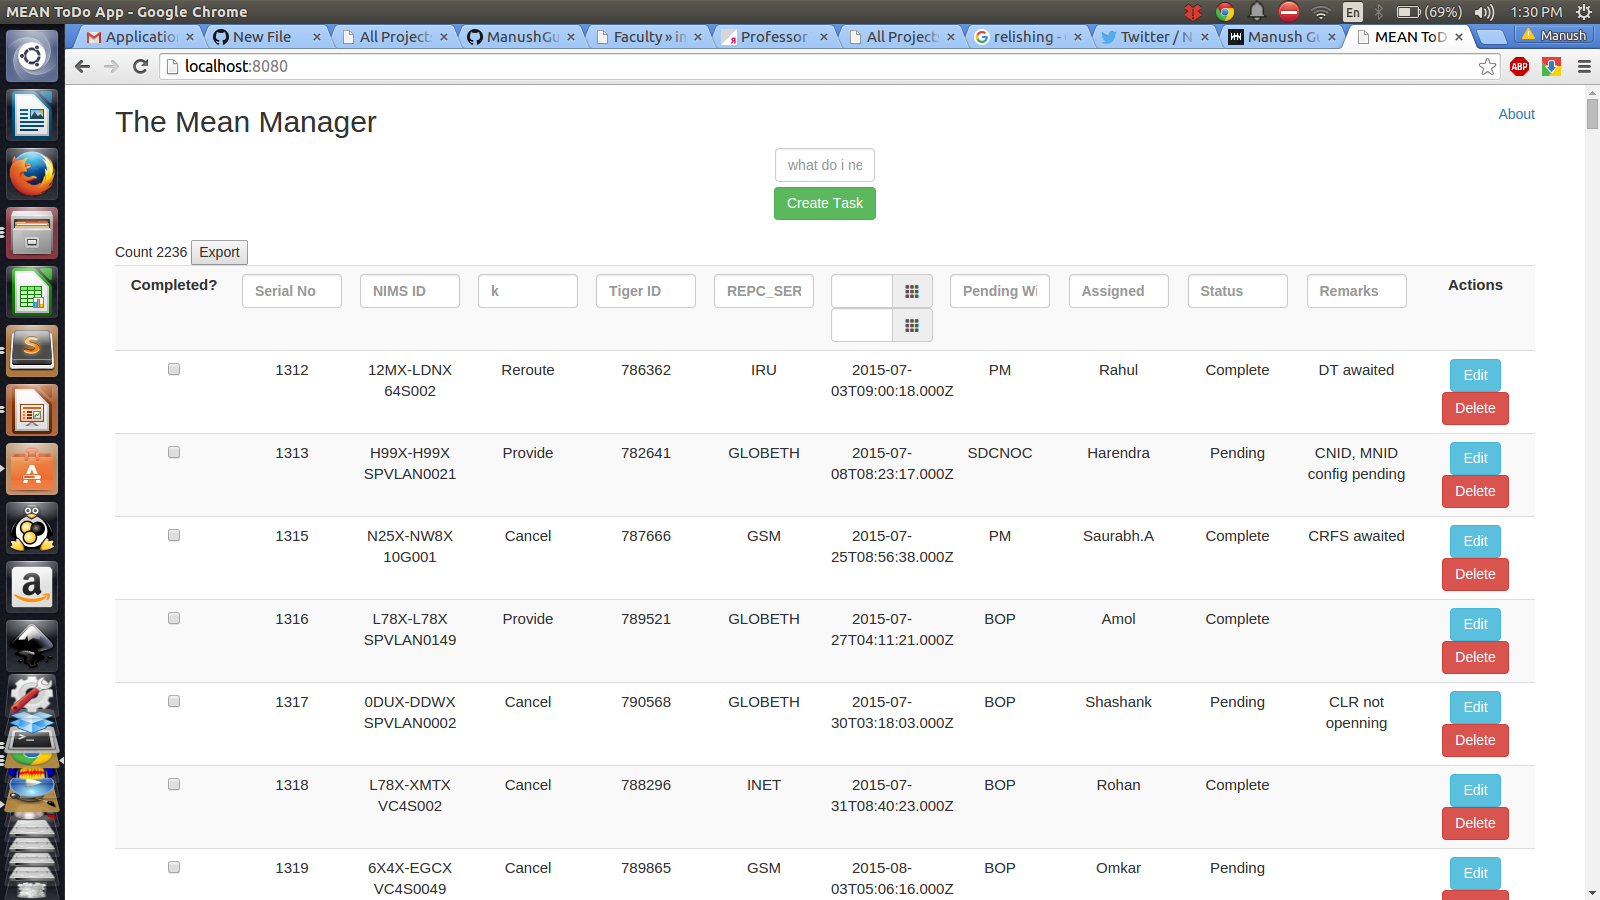 MEAN ToDo App - Google Chrome
En
(69%)
1:30 PM
Application
New File
All Projects
ManushGu
Faculty » in
Professor
All Projects
relishing -
Twitter / N
Manush Gu
MEAN ToD
Manush
localhost:8080
ABP
The Mean Manager
About
what do i ne
Create Task
Count 2236 Export
Completed? Serial No NIMS ID k Tiger ID REPC_SER Pending Wi Assigned Status Remarks Actions
1312 12MX-LDNX Reroute 786362 IRU 2015-07- PM Rahul Complete DT awaited Edit
64S002 03T09:00:18.000Z
Delete
1313 H99X-H99X Provide 782641 GLOBETH 2015-07- SDCNOC Harendra Pending CNID, MNID Edit
SPVLAN0021 08T08:23:17.000Z config pending
Delete
1315 N25X-NW8X Cancel 787666 GSM 2015-07- PM Saurabh.A Complete CRFS awaited Edit
10G001 25T08:56:38.000Z
Delete
1316 L78X-L78X Provide 789521 GLOBETH 2015-07- BOP Amol Complete Edit
SPVLAN0149 27T04:11:21.000Z
Delete
1317 0DUX-DDWX Cancel 790568 GLOBETH 2015-07- BOP Shashank Pending CLR not Edit
SPVLAN0002 30T03:18:03.000Z openning
Delete
1318 L78X-XMTX Cancel 788296 INET 2015-07- BOP Rohan Complete Edit
VC4S002 31T08:40:23.000Z
Delete
1319 6X4X-EGCX Cancel 789865 GSM 2015-08- BOP Omkar Pending Edit
VC4S0049 03T05:06:16.000Z